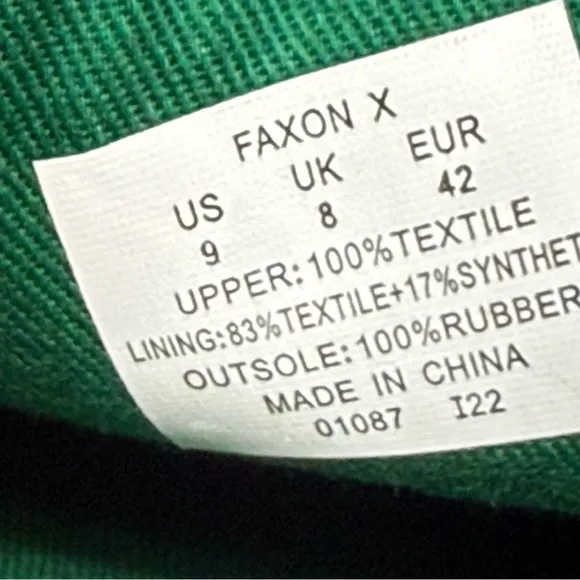 FAXON X
US UK EUR
9 8 42
UPPER:100%TEXTILE
LINING:83%TEXTILE+17%SYNTHET
OUTSOLE:100%RUBBER
MADE IN CHINA
01087 I22